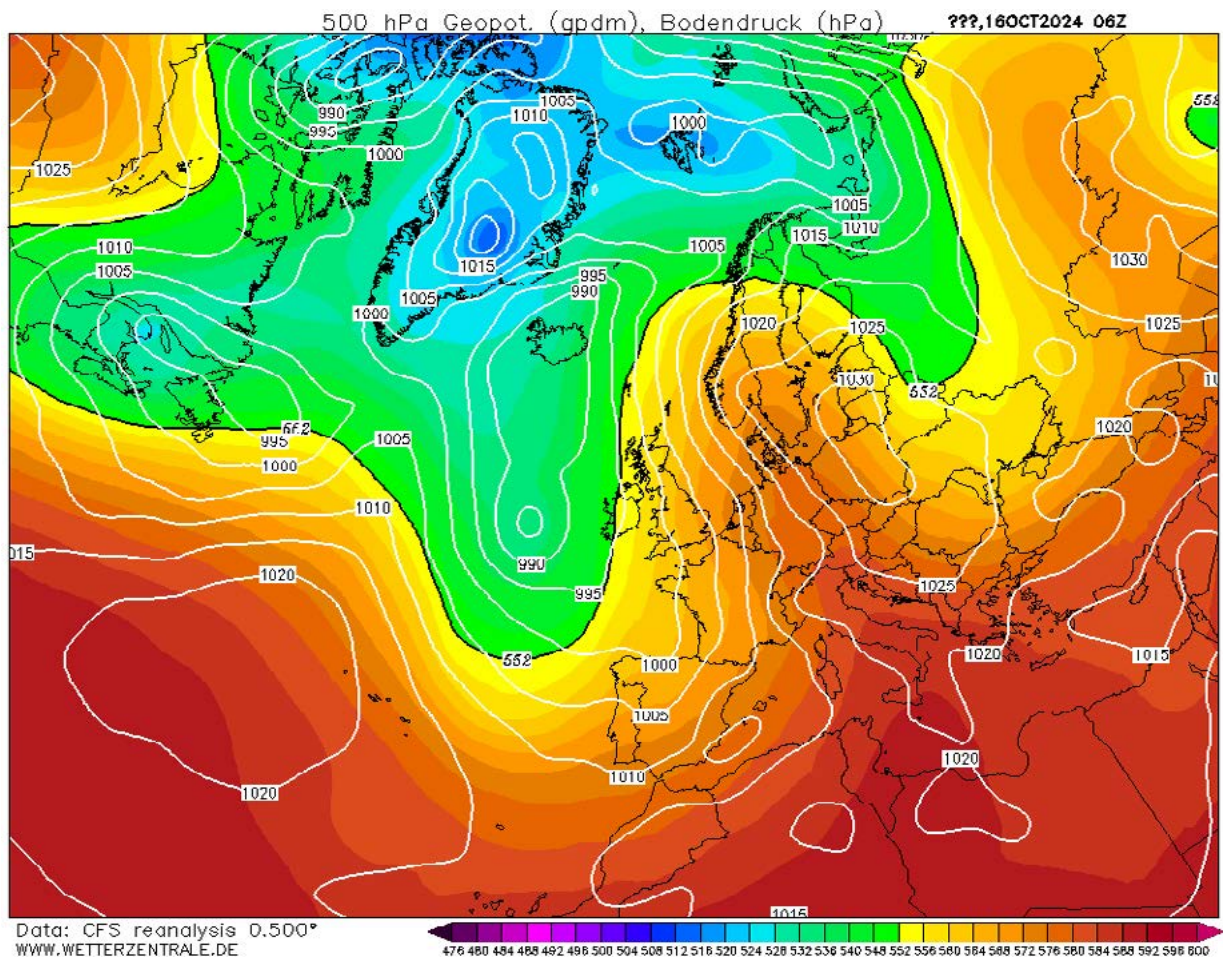 500 hPa Geopot. (gpdm), Bodendruck (hPa) ???,16OCT2024 06Z
1000 1005 1000
990 1010 558
995
1025 1000
1005
1010 1005 1015 1010
1005 1015 995 1030
1000 1005 990
1020 1025 1025
1030
552
552 1020
995 1005
1000
1010
1015 990
1020 995 1025
552 1000 1020 1015
1005
1010 1020
1020
1015
Data: CFS reanalysis 0.500°
WWW.WETTERZENTRALE.DE 476 480 484 488 492 496 500 504 508 512 516 520 524 528 532 536 540 544 548 552 556 560 564 568 572 576 580 584 588 592 596 600